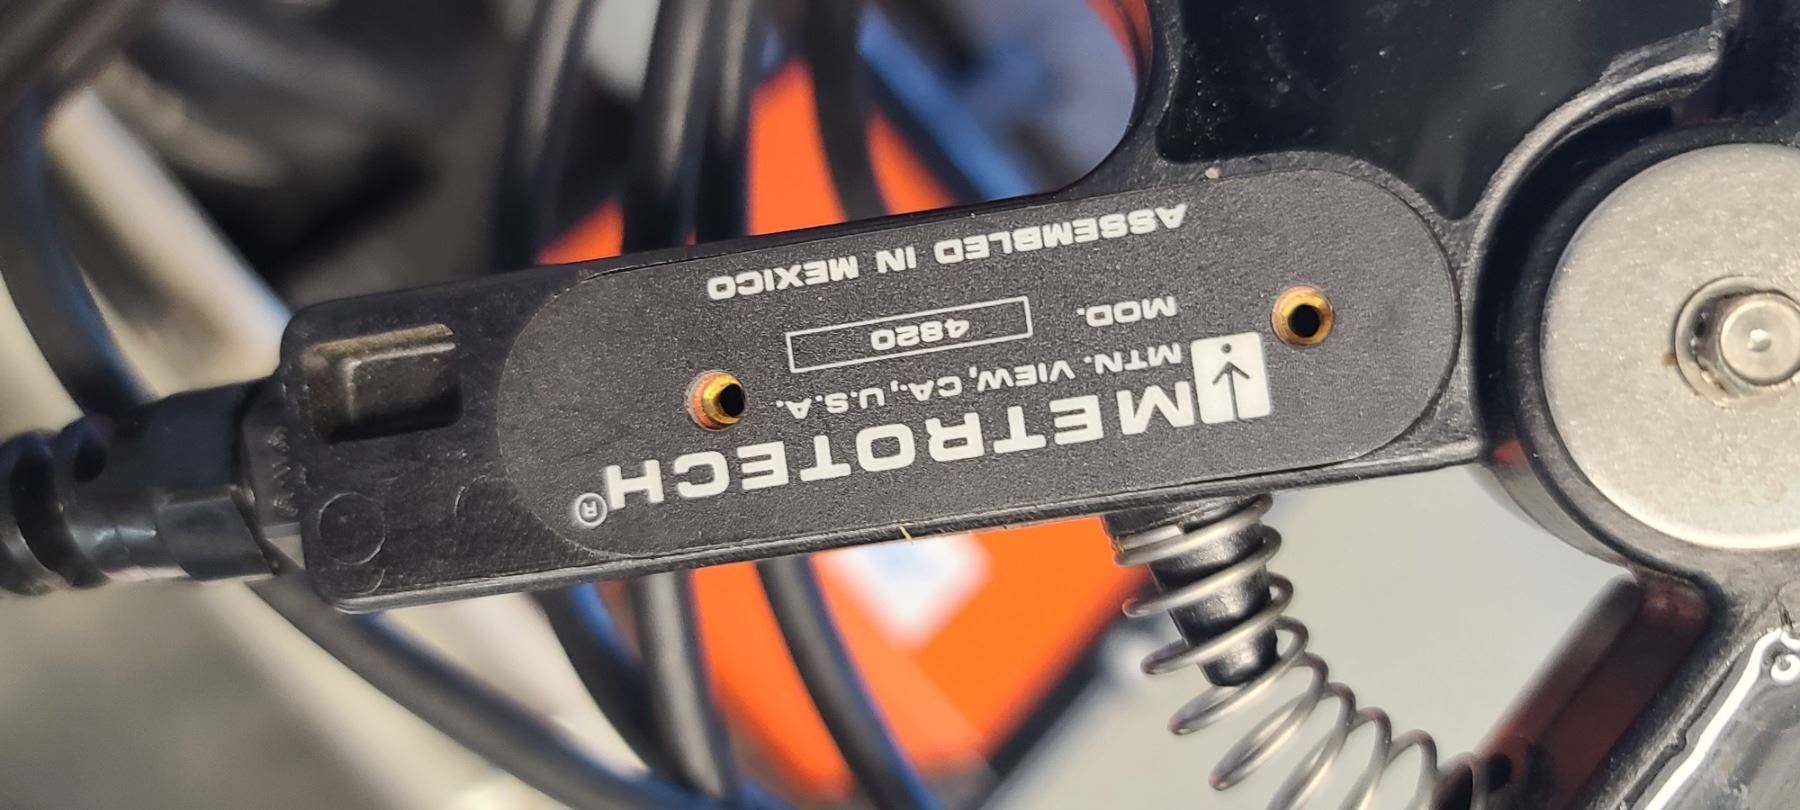 METROTECH®
MTN. VIEW, CA., U.S.A.
MOD. 4820
ASSEMBLED IN MEXICO